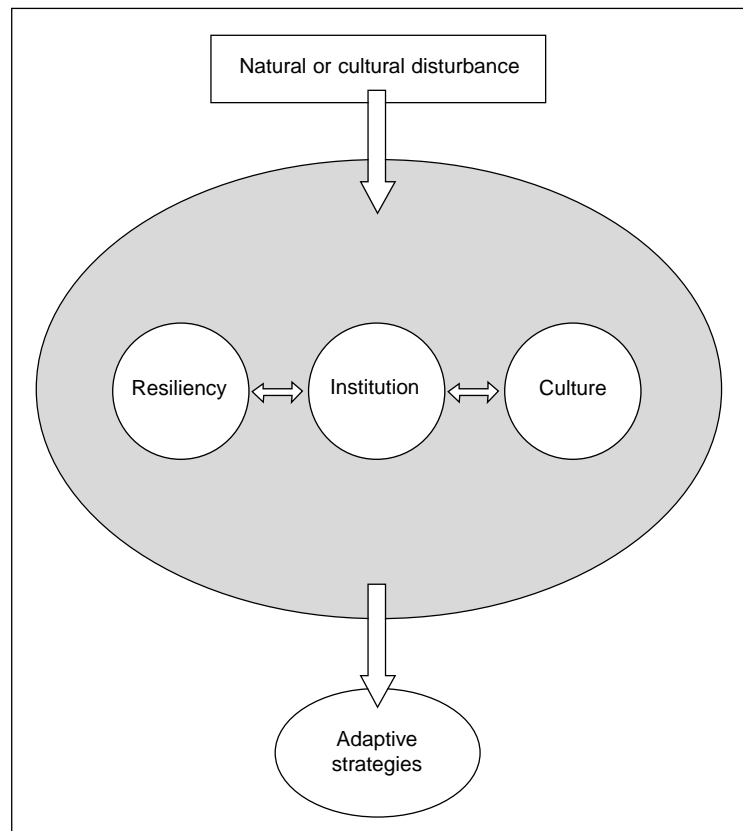 Natural or cultural disturbance
Resiliency
Institution
Culture
Adaptive
strategies